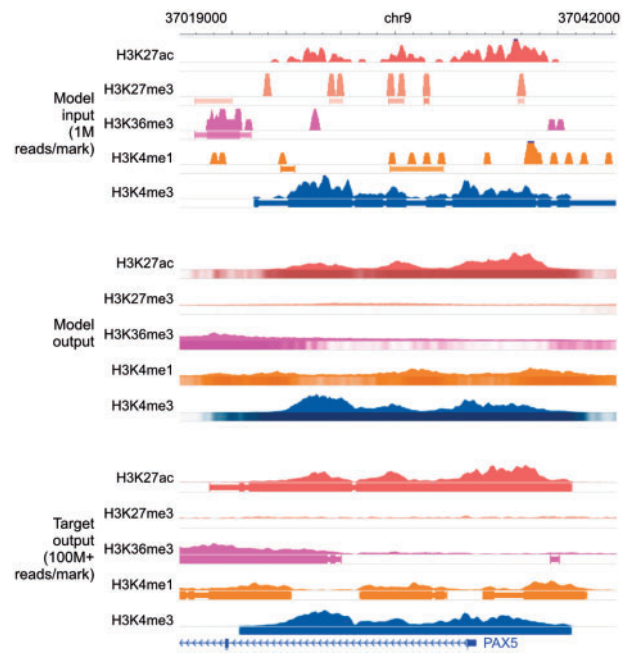 37019000 chr9 37042000
H3K27ac
H3K27me3
Model
input
(1M
reads/mark)
H3K36me3
H3K4me1
H3K4me3
H3K27ac
H3K27me3
Model
output
H3K36me3
H3K4me1
H3K4me3
H3K27ac
H3K27me3
Target
output
(100M+
reads/mark)
H3K36me3
H3K4me1
H3K4me3
PAX5